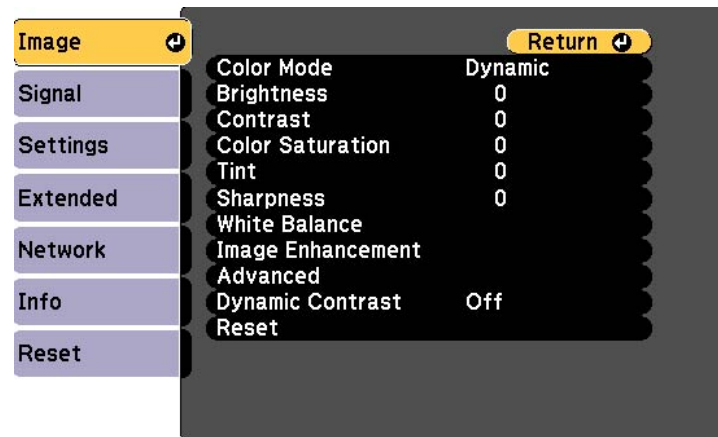 Image
Signal
Settings
Extended
Network
Info
Reset
Return
Color Mode Dynamic
Brightness 0
Contrast 0
Color Saturation 0
Tint 0
Sharpness 0
White Balance
Image Enhancement
Advanced
Dynamic Contrast Off
Reset